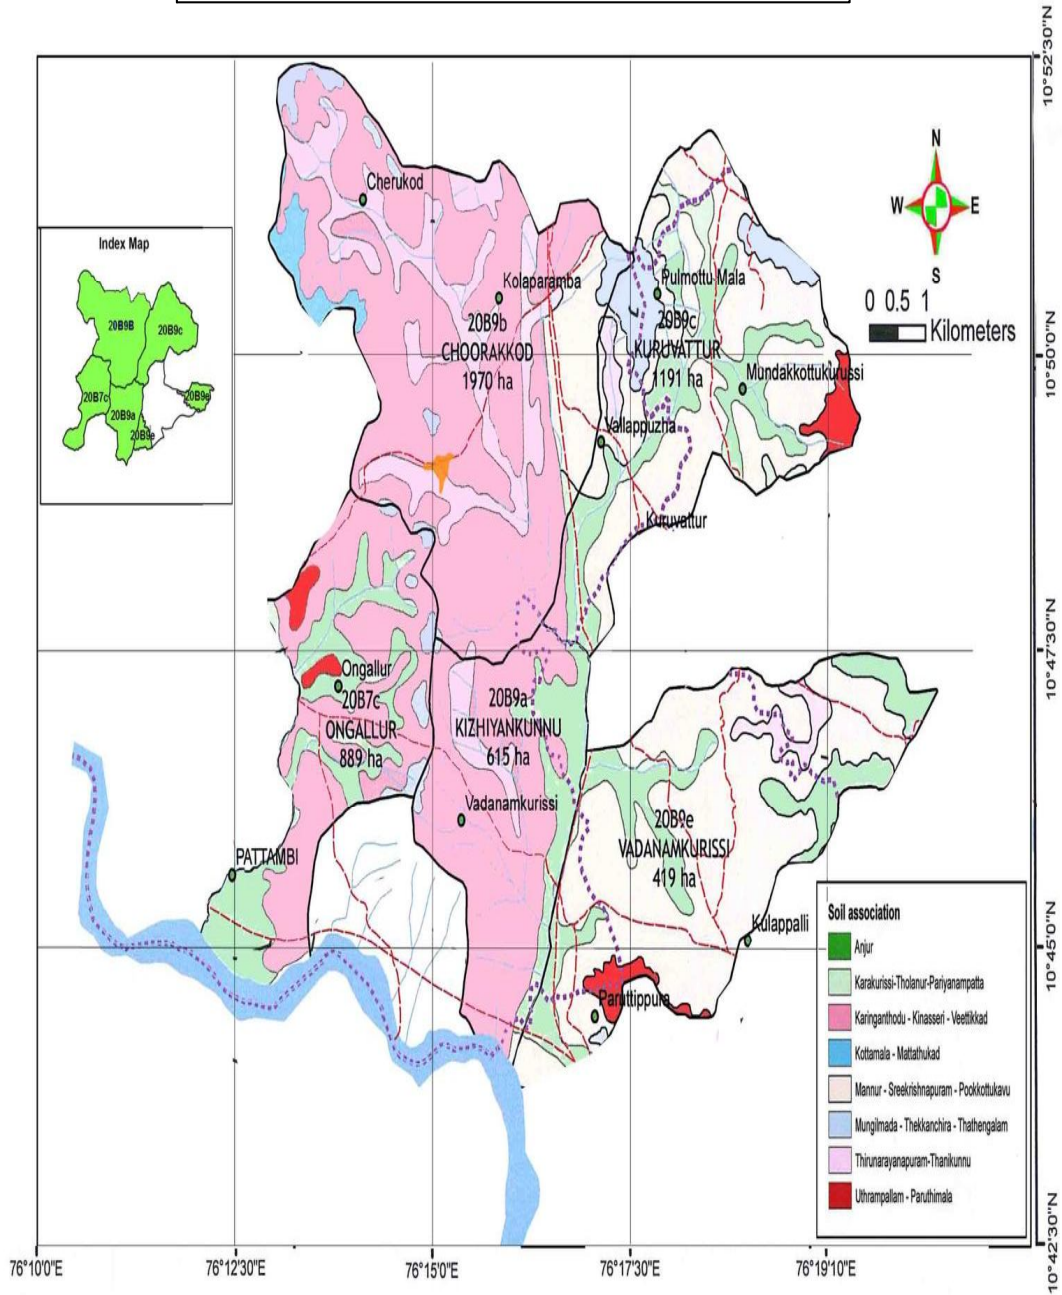 10°52'30"N
N
W
E
S
Cherukod
Index Map
20B9B
20B9c
20B7c
20B9a
20B9e
20B9e
Kolaparamba
Pulmottu Mala
0 0.5 1
Kilometers
20B9b
CHOORAKKOD
1970 ha
20B9c
KURUVATTUR
1191 ha
10°50'0"N
Mundakkottukurussi
Vallappuzha
Kuruvattur
10°47'30"N
Ongallur
20B7c
ONGALLUR
889 ha
20B9a
KIZHIYANKUNNU
615 ha
Vadanamkurissi
20B9e
VADANAMKURISSI
419 ha
PATTAMBI
Kulappalli
10°45'0"N
Paruttippura
Soil association
Anjur
Karakurissi-Tholanur-Pariyanampatta
Karinganthodu - Kinasseri - Veettikkad
Kottamala - Mattathukad
Mannur - Sreekrishnapuram - Pookkottukavu
Mungilmada - Thekkanchira - Thathengalam
Thirunarayanapuram-Thanikunnu
Uthrampallam - Paruthimala
10°42'30"N
76°10'0"E
76°12'30"E
76°15'0"E
76°17'30"E
76°19'10"E